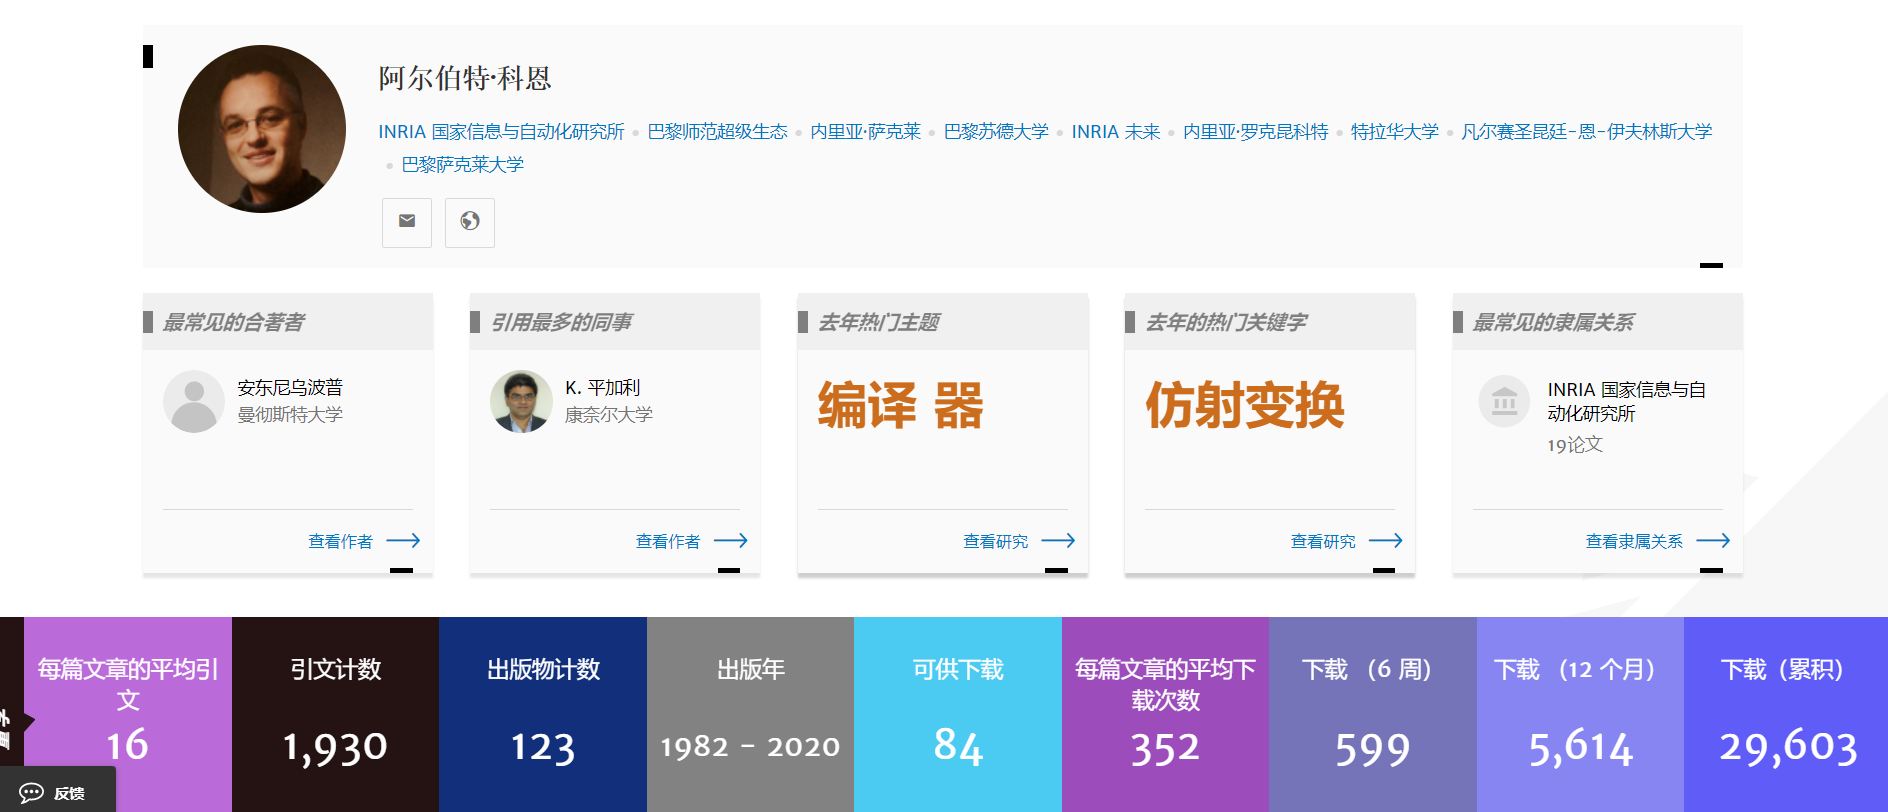 阿尔伯特·科恩
INRIA 国家信息与自动化研究所 • 巴黎师范超级生态 • 内里亚·萨克莱 • 巴黎苏德大学 • INRIA 未来 • 内里亚·罗克昆科特 • 特拉华大学 • 凡尔赛圣昆廷-恩-伊夫林斯大学
• 巴黎萨克莱大学
最常见的合著者
安东尼乌波普
曼彻斯特大学
查看作者
引用最多的同事
K. 平加利
康奈尔大学
查看作者
去年热门主题
编译 器
查看研究
去年的热门关键字
仿射变换
查看研究
最常见的隶属关系
INRIA 国家信息与自
动化研究所
19论文
查看隶属关系
每篇文章的平均引
文
16
引文计数
1,930
出版物计数
123
出版年
1982 - 2020
可供下载
84
每篇文章的平均下
载次数
352
下载 （6 周）
599
下载 （12 个月）
5,614
下载（累积）
29,603
反馈